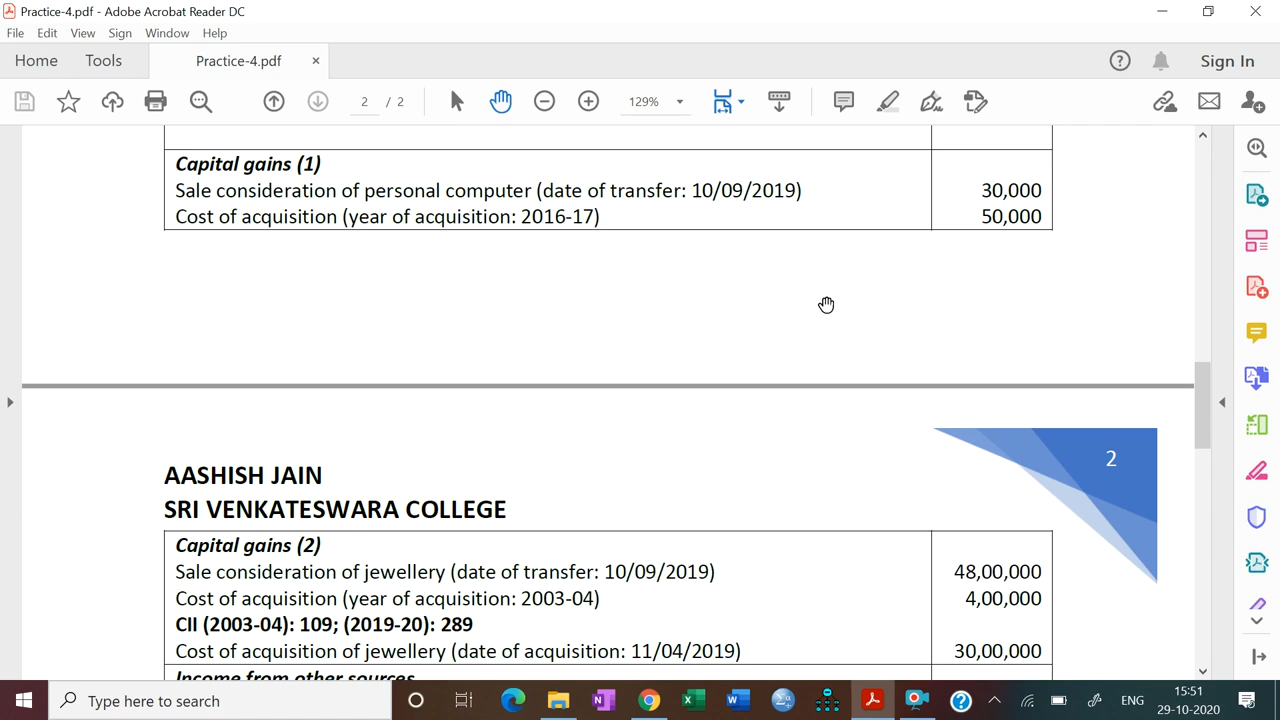 Practice-4.pdf - Adobe Acrobat Reader DC
File Edit View Sign Window Help
Home Tools Practice-4.pdf × Sign In
2 / 2 129%
Capital gains (1)
Sale consideration of personal computer (date of transfer: 10/09/2019) 30,000
Cost of acquisition (year of acquisition: 2016-17) 50,000
2
AASHISH JAIN
SRI VENKATESWARA COLLEGE
Capital gains (2)
Sale consideration of jewellery (date of transfer: 10/09/2019) 48,00,000
Cost of acquisition (year of acquisition: 2003-04) 4,00,000
CII (2003-04): 109; (2019-20): 289
Cost of acquisition of jewellery (date of acquisition: 11/04/2019) 30,00,000
Income from other sources
Type here to search
ENG
15:51
29-10-2020